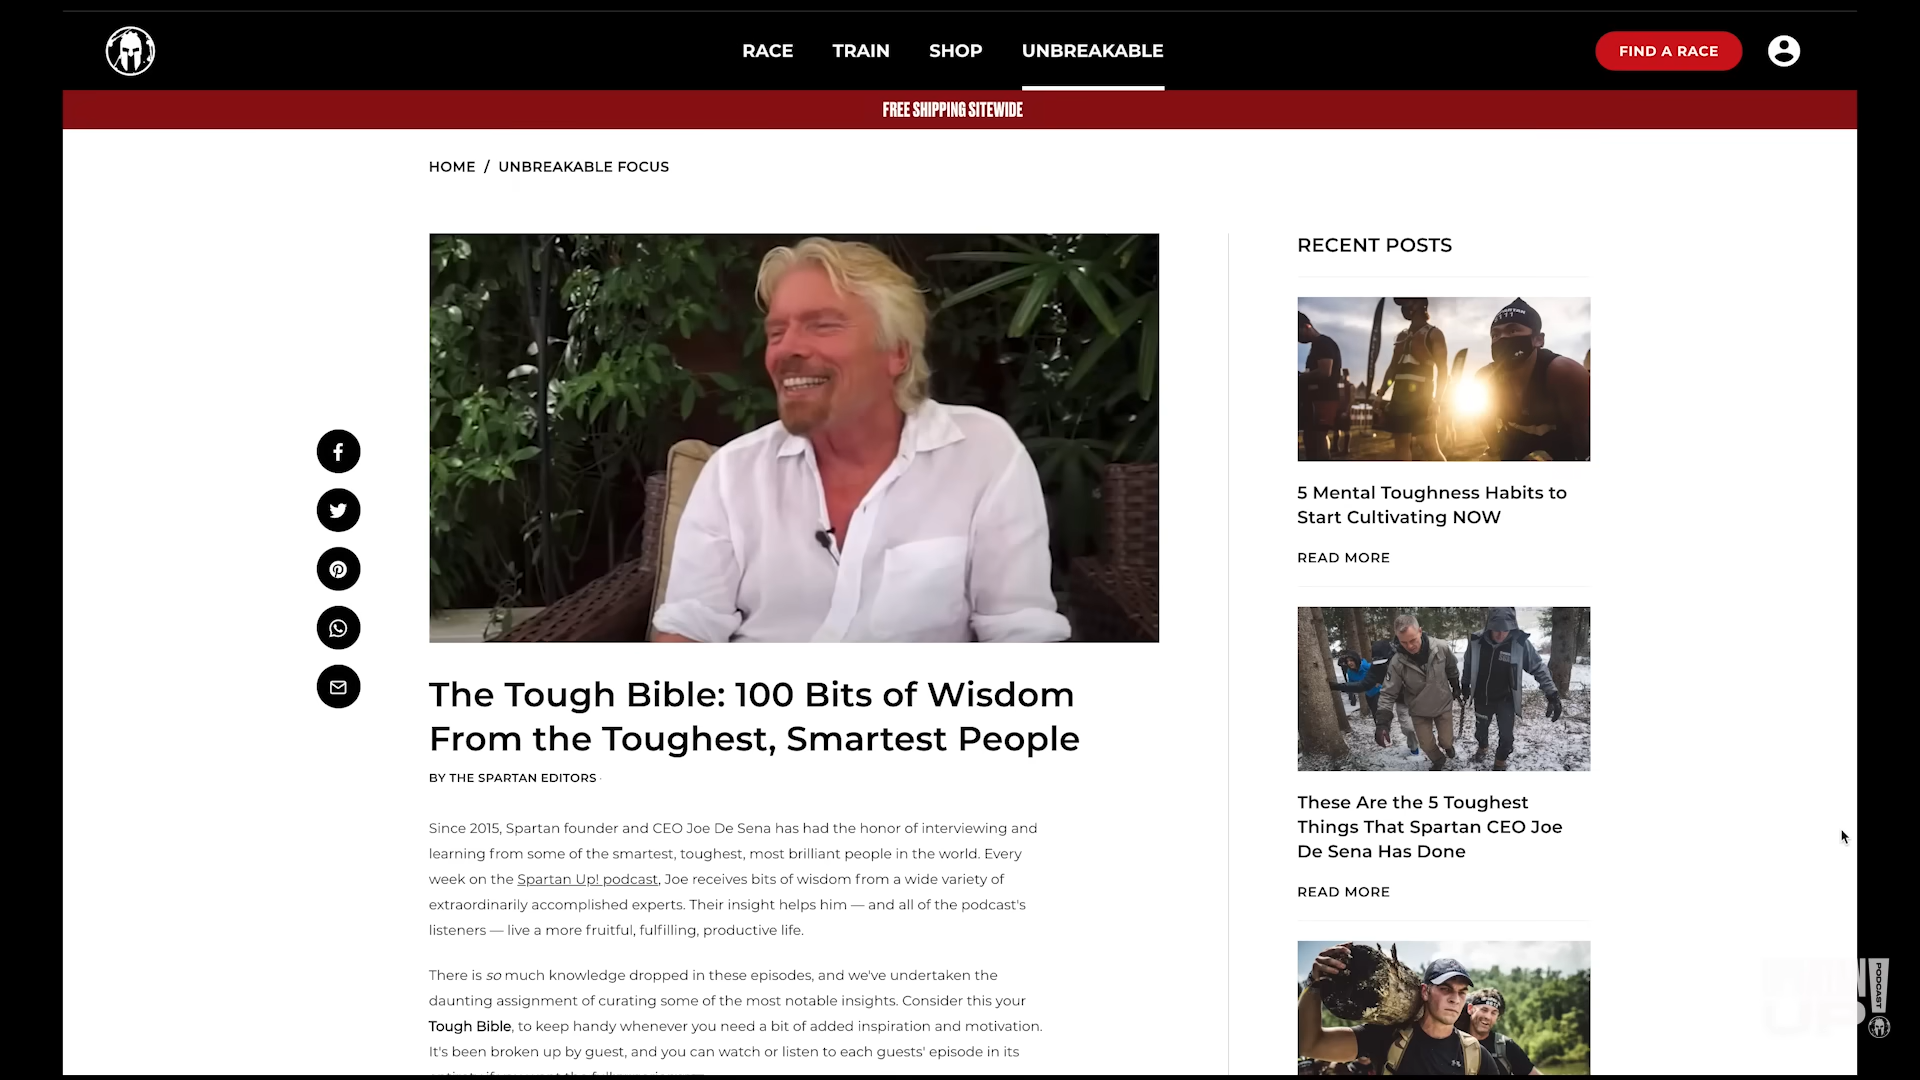 RACE TRAIN SHOP UNBREAKABLE FIND A RACE
FREE SHIPPING SITEWIDE
HOME / UNBREAKABLE FOCUS
The Tough Bible: 100 Bits of Wisdom
From the Toughest, Smartest People
BY THE SPARTAN EDITORS ·
Since 2015, Spartan founder and CEO Joe De Sena has had the honor of interviewing and
learning from some of the smartest, toughest, most brilliant people in the world. Every
week on the Spartan Up! podcast, Joe receives bits of wisdom from a wide variety of
extraordinarily accomplished experts. Their insight helps him — and all of the podcast's
listeners — live a more fruitful, fulfilling, productive life.
There is so much knowledge dropped in these episodes, and we've undertaken the
daunting assignment of curating some of the most notable insights. Consider this your
Tough Bible, to keep handy whenever you need a bit of added inspiration and motivation.
It's been broken up by guest, and you can watch or listen to each guests' episode in its
RECENT POSTS
SPARTAN
5 Mental Toughness Habits to
Start Cultivating NOW
READ MORE
These Are the 5 Toughest
Things That Spartan CEO Joe
De Sena Has Done
READ MORE
UP!
PODCAST